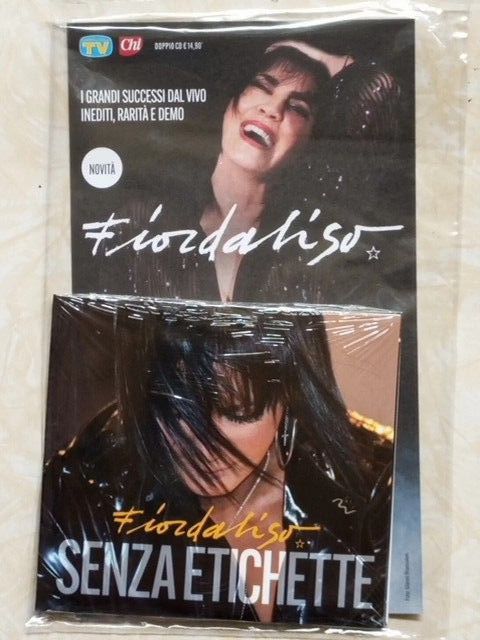 TV
Chi
DOPPIO CD € 14,90*
I GRANDI SUCCESSI DAL VIVO
INEDITI, RARITÀ E DEMO
NOVITÀ
Fiordaliso
Fiordaliso
SENZA ETICHETTE